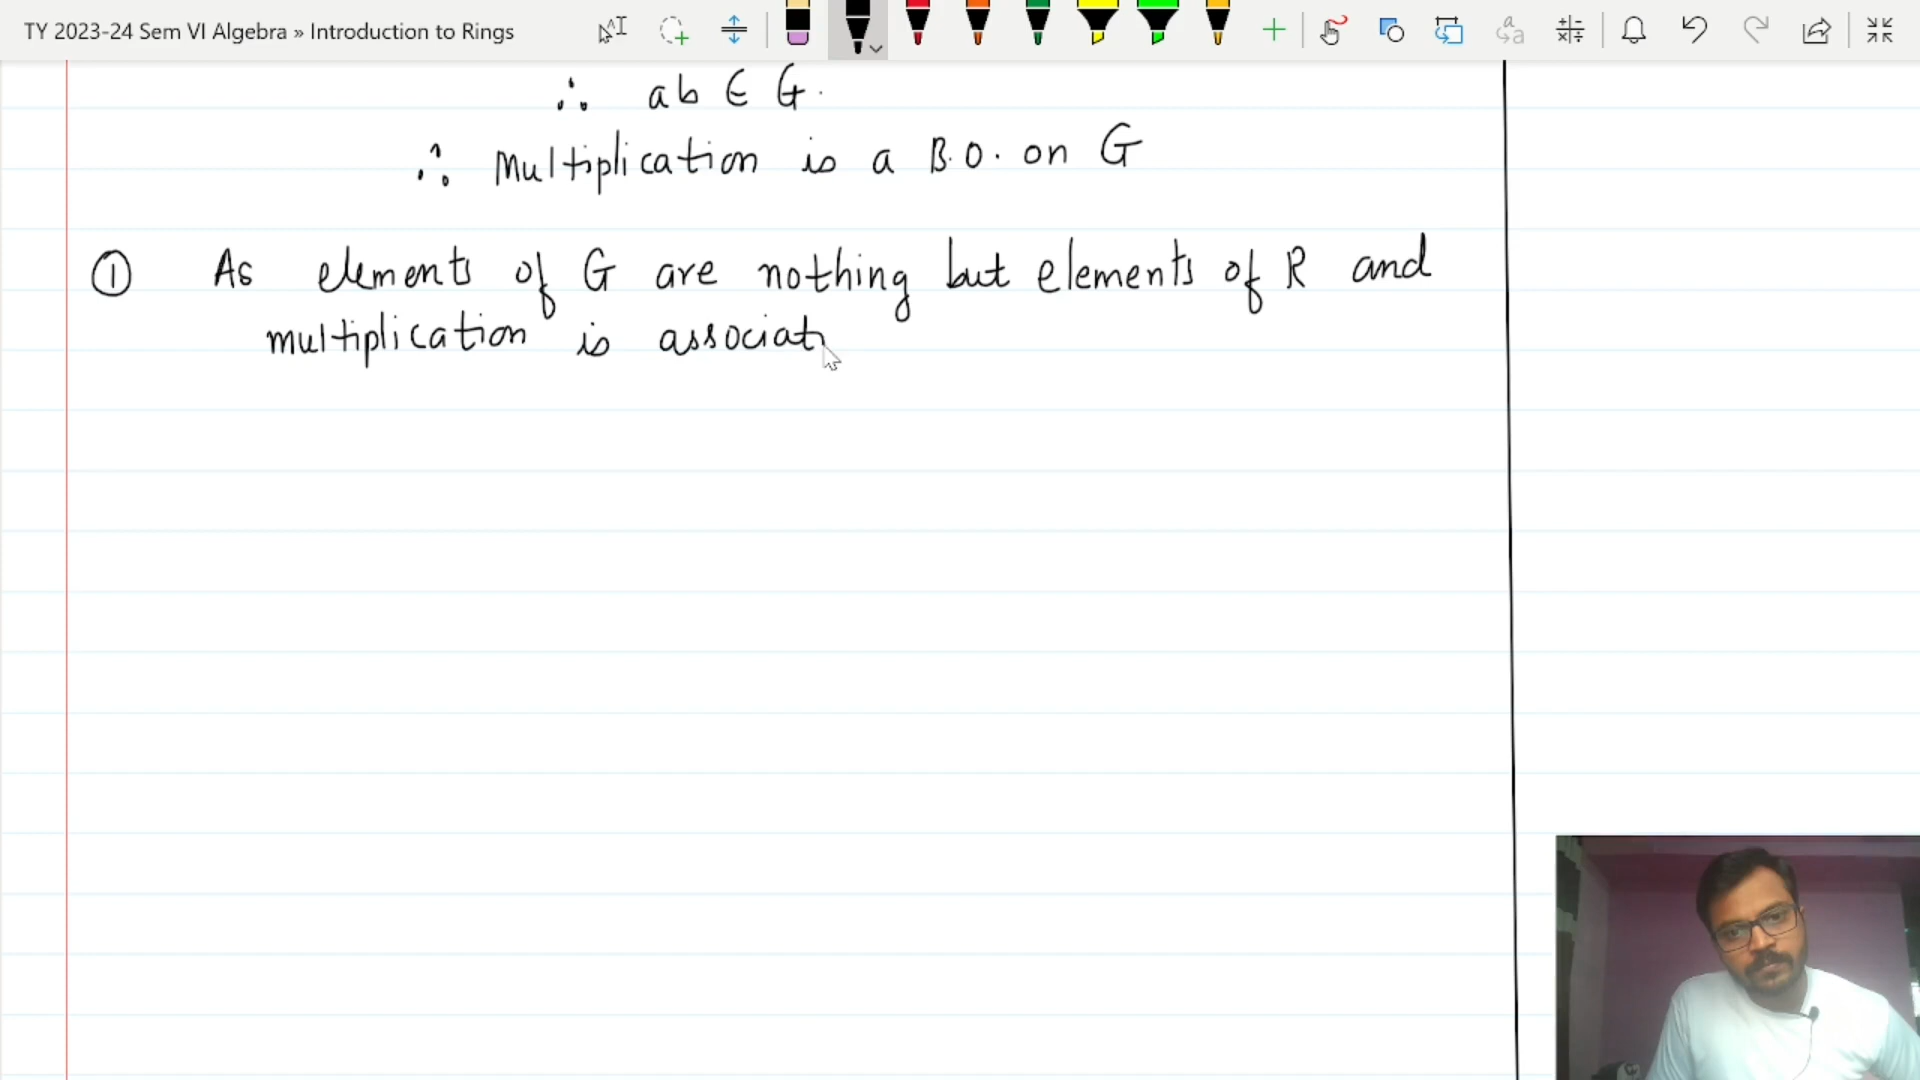 TY 2023-24 Sem VI Algebra » Introduction to Rings
∴ ab ∈ G.
∴ Multiplication is a B.O. on G
① As elements of G are nothing but elements of R and
multiplication is associat